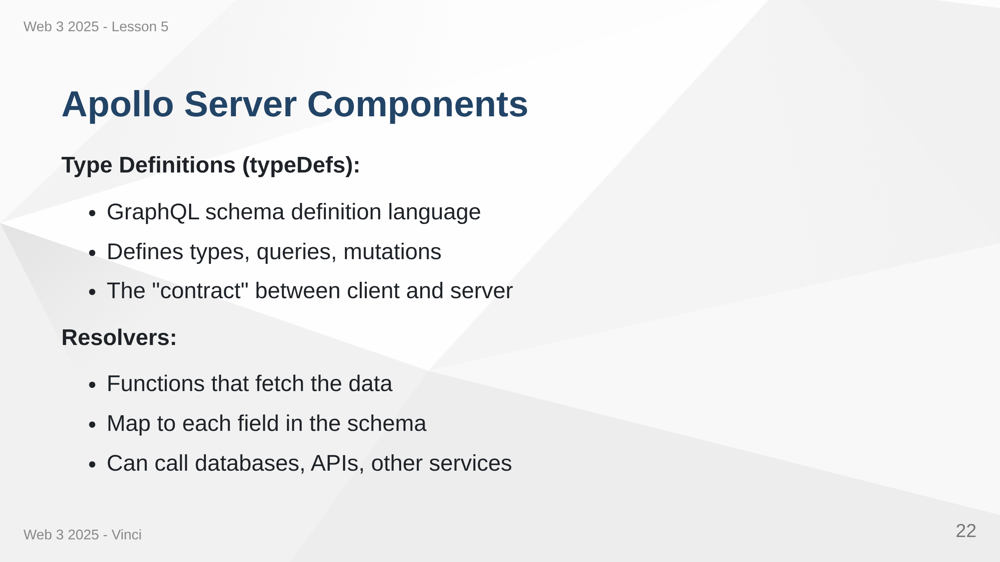 Web 3 2025 - Lesson 5
Apollo Server Components
Type Definitions (typeDefs):
• GraphQL schema definition language
• Defines types, queries, mutations
• The "contract" between client and server
Resolvers:
• Functions that fetch the data
• Map to each field in the schema
• Can call databases, APIs, other services
Web 3 2025 - Vinci
22